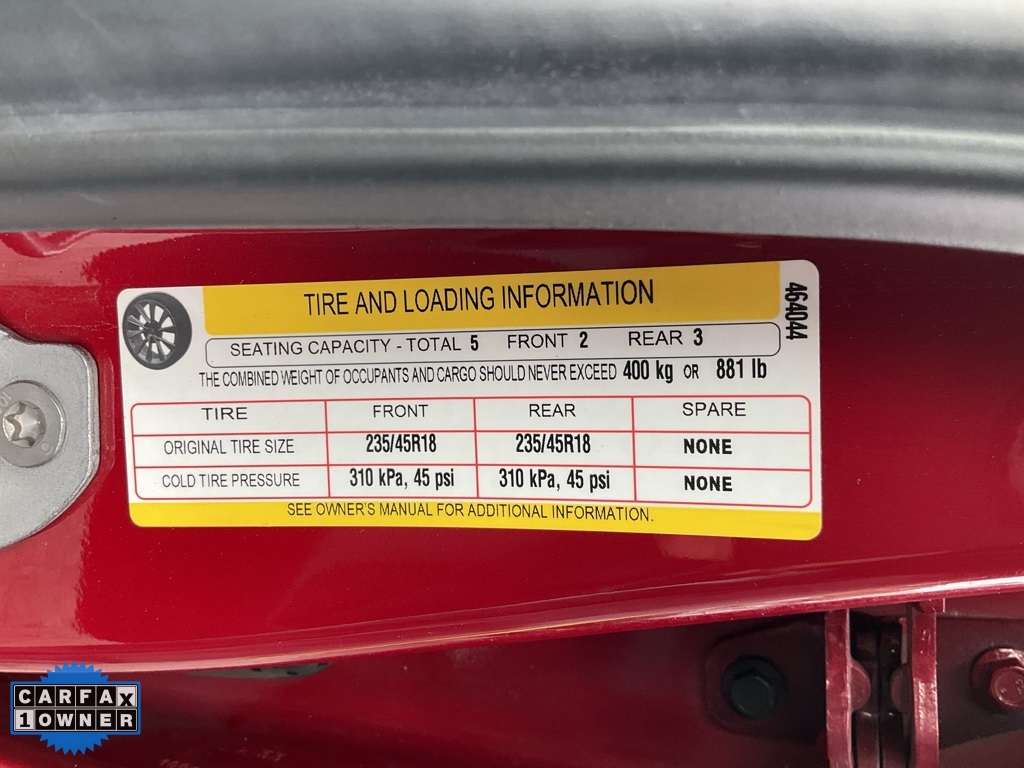 TIRE AND LOADING INFORMATION
464044
SEATING CAPACITY - TOTAL 5 FRONT 2 REAR 3
THE COMBINED WEIGHT OF OCCUPANTS AND CARGO SHOULD NEVER EXCEED 400 kg OR 881 lb
TIRE FRONT REAR SPARE
ORIGINAL TIRE SIZE 235/45R18 235/45R18 NONE
COLD TIRE PRESSURE 310 kPa, 45 psi 310 kPa, 45 psi NONE
SEE OWNER'S MANUAL FOR ADDITIONAL INFORMATION.
CARFAX
1 OWNER